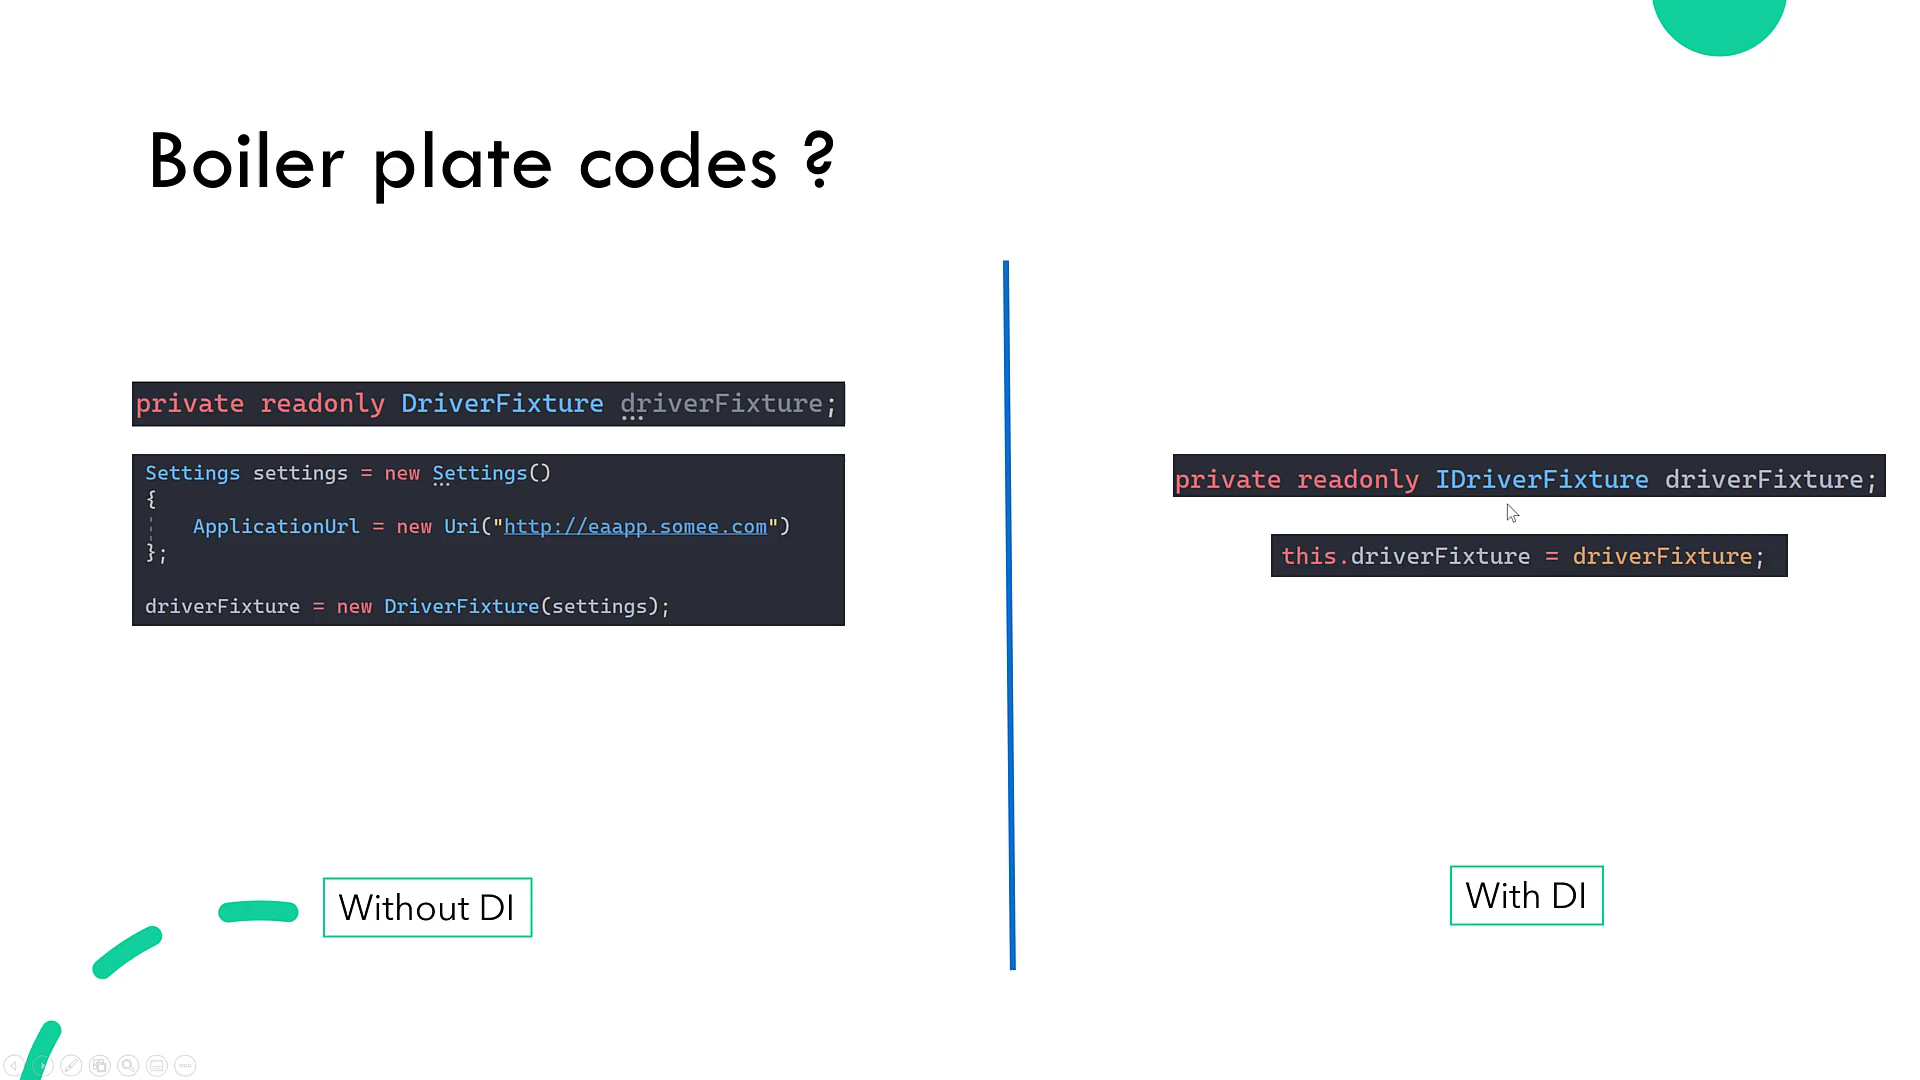 Boiler plate codes ?
private readonly DriverFixture driverFixture;
Settings settings = new Settings()
{
ApplicationUrl = new Uri("http://eaapp.somee.com")
};
driverFixture = new DriverFixture(settings);
Without DI
private readonly IDriverFixture driverFixture;
this.driverFixture = driverFixture;
With DI